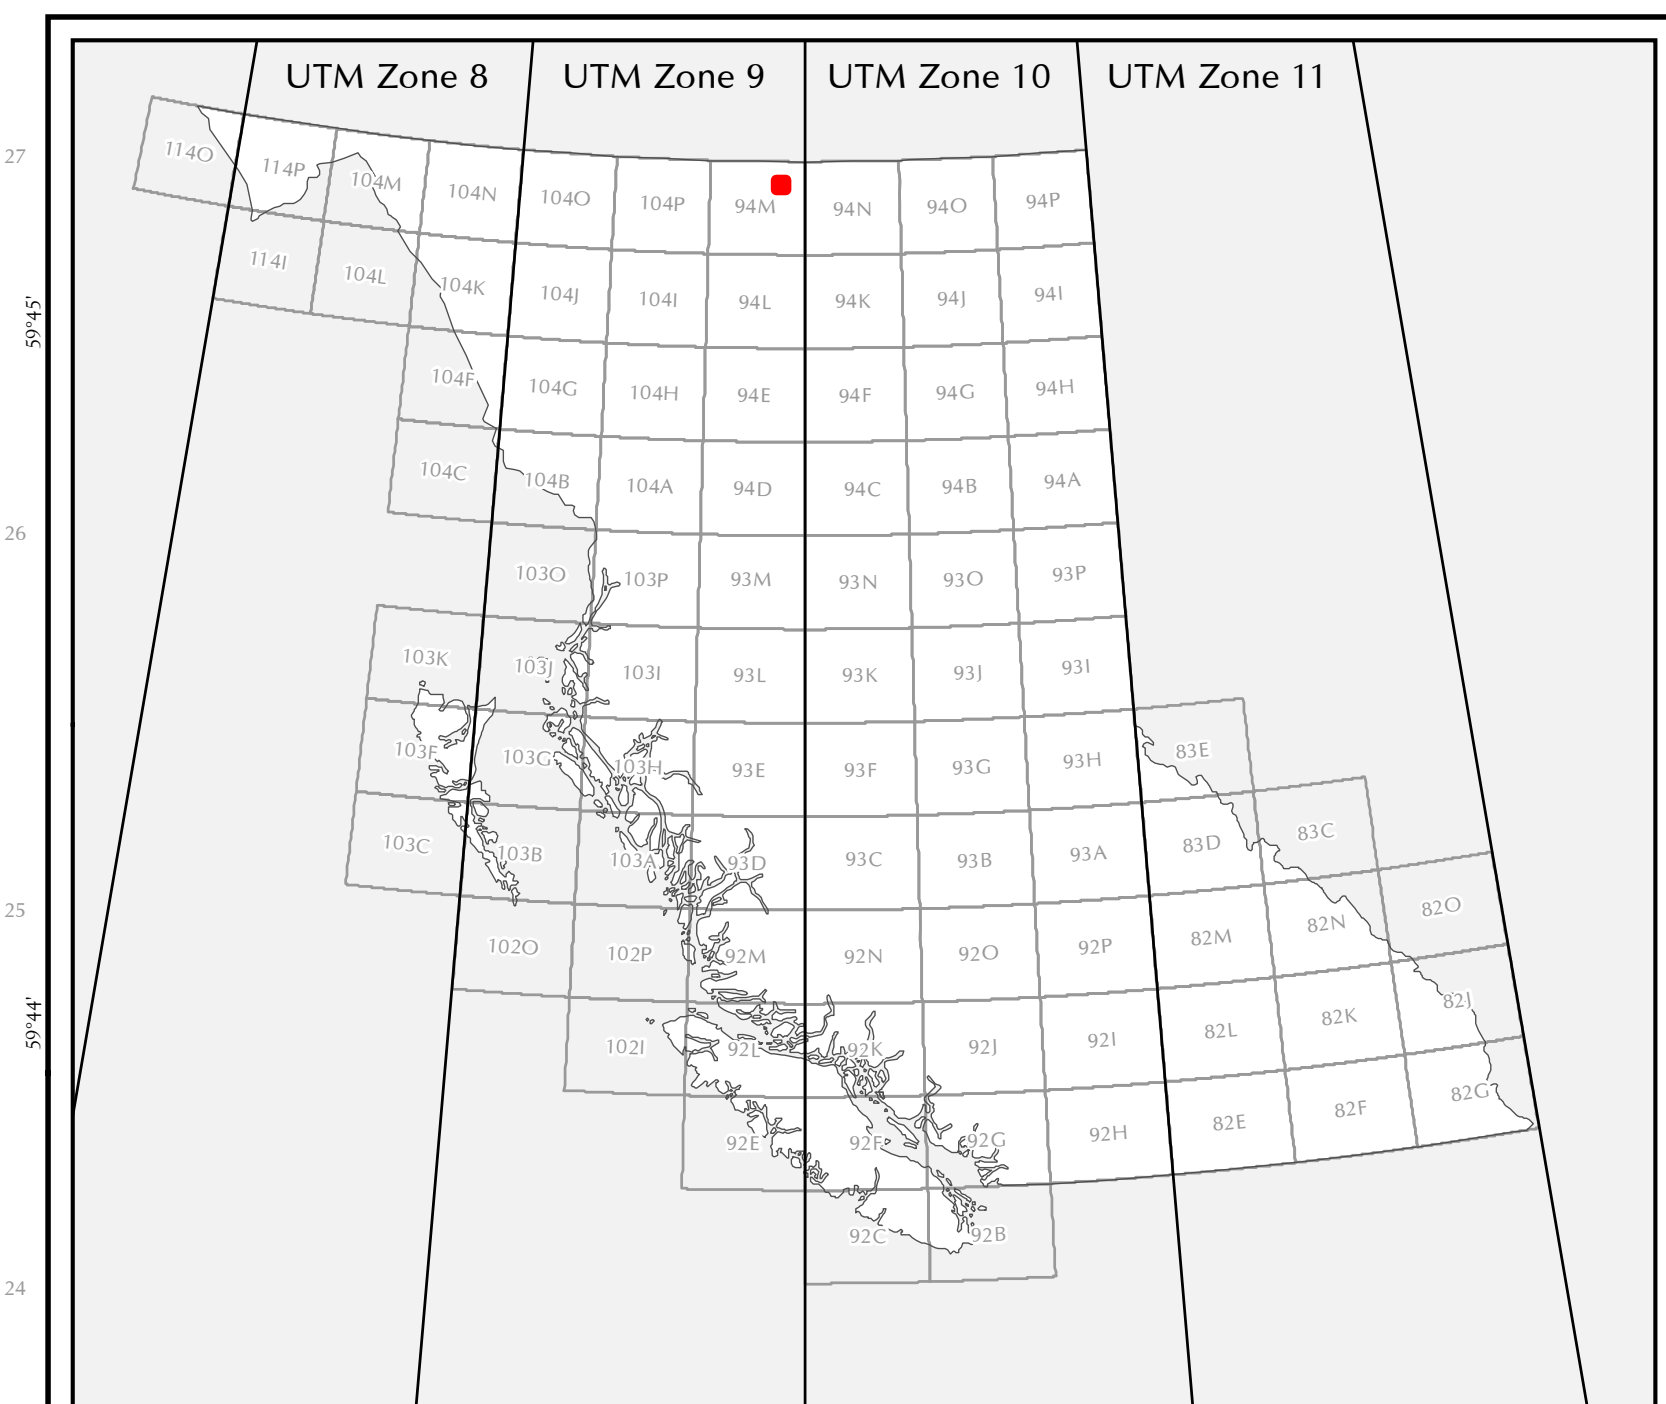 UTM Zone 8 UTM Zone 9 UTM Zone 10 UTM Zone 11
27
114O 114P 104M 104N 104O 104P 94M 94N 94O 94P
114I 104L 104K 104J 104I 94L 94K 94J 94I
59°45'
104F 104G 104H 94E 94F 94G 94H
104C 104B 104A 94D 94C 94B 94A
26
103O 103P 93M 93N 93O 93P
103K 103J 103I 93L 93K 93J 93I
103F 103G 103H 93E 93F 93G 93H 83E
103C 103B 103A 93D 93C 93B 93A 83D 83C
25
102O 102P 92M 92N 92O 92P 82M 82N 82O
59°44'
102I 92L 92K 92J 92I 82L 82K 82J
92E 92F 92G 92H 82E 82F 82G
92C 92B
24